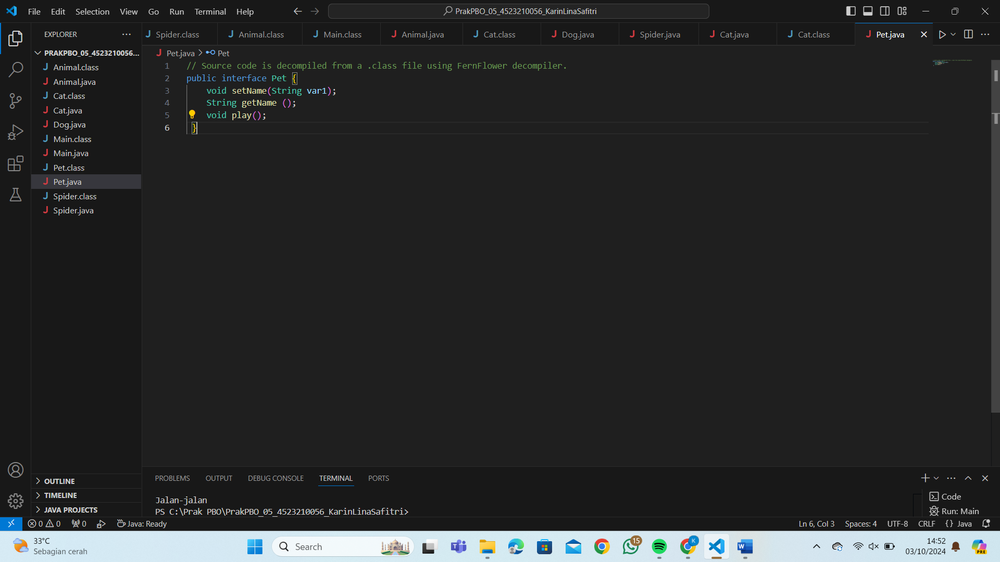 File Edit Selection View Go Run Terminal Help
PrakPBO_05_4523210056_KarinLinaSafitri
EXPLORER
PRAKPBO_05_4523210056...
Animal.class
Animal.java
Cat.class
Cat.java
Dog.java
Main.class
Main.java
Pet.class
Pet.java
Spider.class
Spider.java
OUTLINE
TIMELINE
JAVA PROJECTS
Spider.class Animal.class Main.class Animal.java Cat.class Dog.java Spider.java Cat.java Cat.class Pet.java
Pet.java > Pet
1 // Source code is decompiled from a .class file using FernFlower decompiler.
2 public interface Pet {
3 void setName(String var1);
4 String getName ();
5 void play();
6 }
PROBLEMS OUTPUT DEBUG CONSOLE TERMINAL PORTS
Jalan-jalan
PS C:\Prak PBO\PrakPBO_05_4523210056_KarinLinaSafitri>
Code
Run: Main
0 0 0 Java: Ready Ln 6, Col 3 Spaces: 4 UTF-8 CRLF {} Java
33°C
Sebagian cerah
Search
15
K
14:52
03/10/2024
PRE